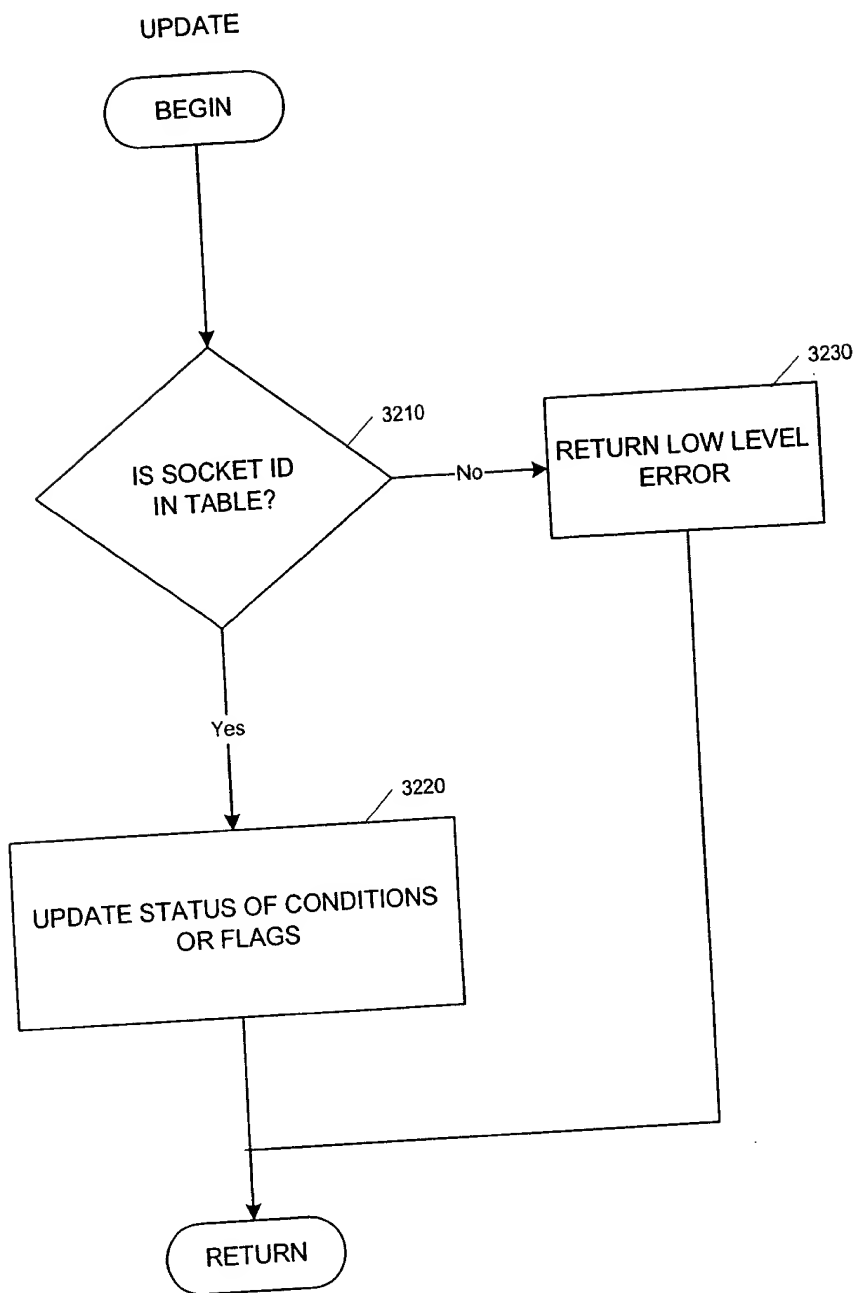 UPDATE
BEGIN
3210
IS SOCKET ID
IN TABLE?
No
3230
RETURN LOW LEVEL
ERROR
Yes
3220
UPDATE STATUS OF CONDITIONS
OR FLAGS
RETURN